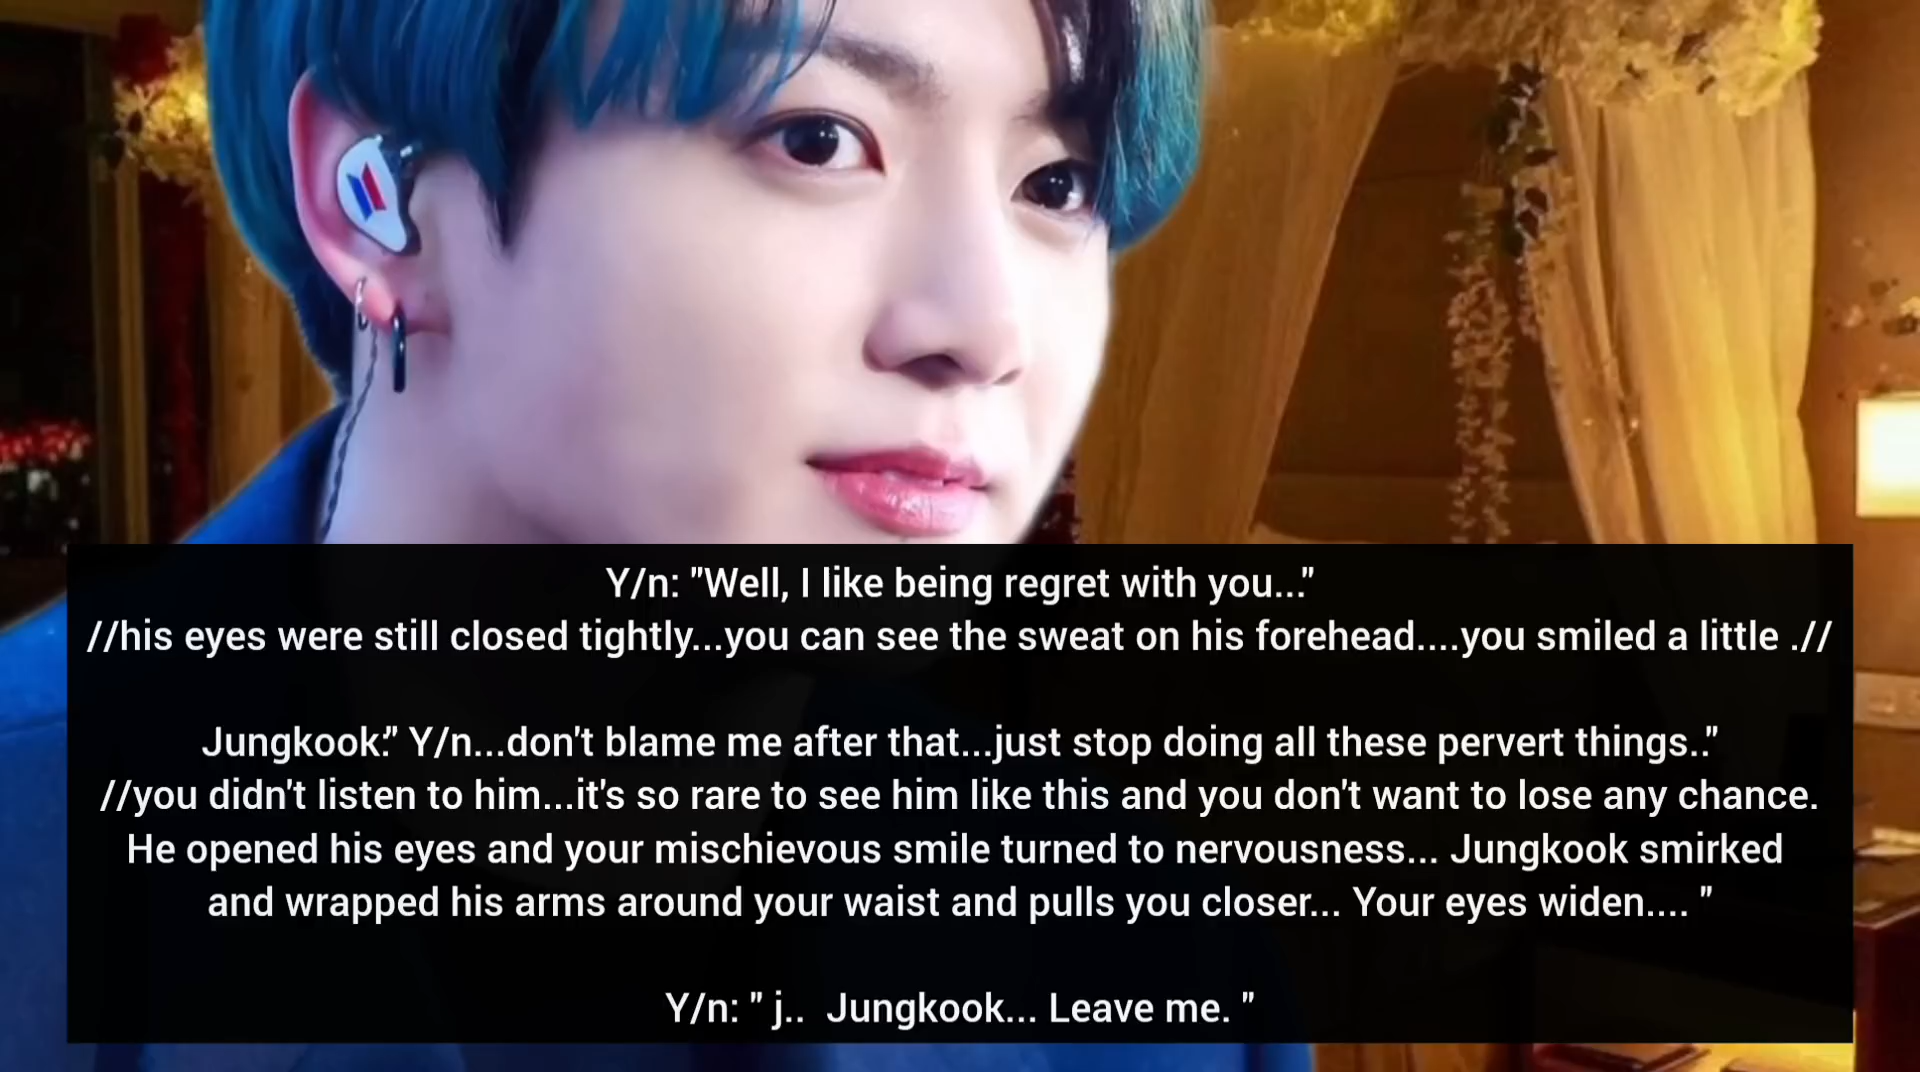 Y/n: "Well, I like being regret with you..."
//his eyes were still closed tightly...you can see the sweat on his forehead....you smiled a little .//
Jungkook:" Y/n...don't blame me after that...just stop doing all these pervert things.."
//you didn't listen to him...it's so rare to see him like this and you don't want to lose any chance.
He opened his eyes and your mischievous smile turned to nervousness... Jungkook smirked
and wrapped his arms around your waist and pulls you closer... Your eyes widen.... "
Y/n: " j..  Jungkook... Leave me. "